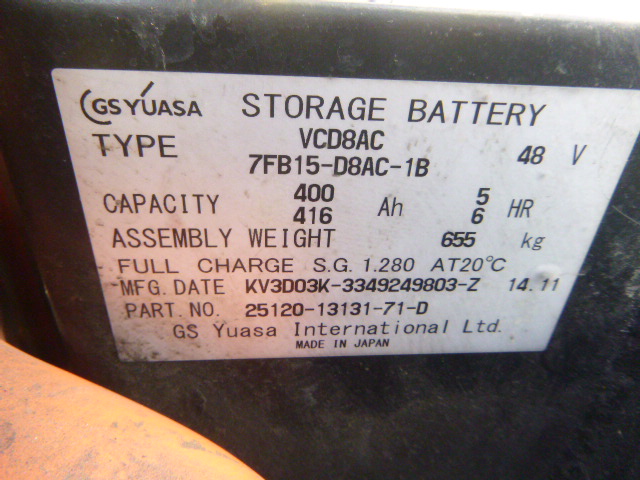 GS YUASA STORAGE BATTERY
TYPE VCD8AC 48 V
7FB15-D8AC-1B
CAPACITY 400 Ah 5 HR
416 6
ASSEMBLY WEIGHT 655 kg
FULL CHARGE S.G. 1.280 AT20°C
MFG. DATE KV3D03K-3349249803-Z 14.11
PART.NO. 25120-13131-71-D
GS Yuasa International Ltd.
MADE IN JAPAN